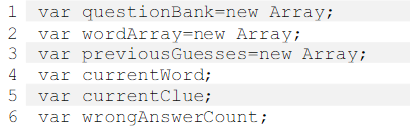 1 var questionBank=new Array;
2 var wordArray=new Array;
3 var previousGuesses=new Array;
4 var currentWord;
5 var currentClue;
6 var wrongAnswerCount;